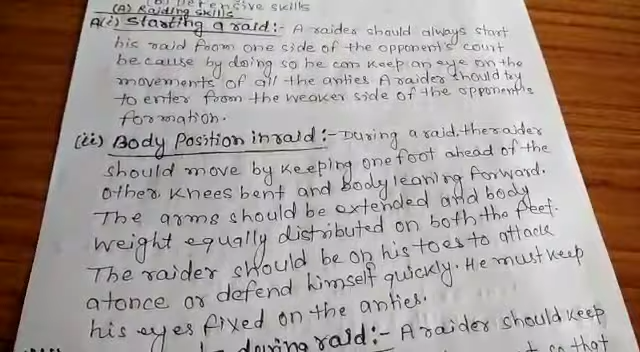 (b) Defensive skills
(A) Raiding skills
A(i) Starting a raid:- A raider should always start
his raid from one side of the opponent's court
because by doing so he can keep an eye on the
movements of all the anties. A raider should try
to enter from the weaker side of the opponent's
formation.
(ii) Body Position in raid:- During a raid, the raider
should move by keeping one foot ahead of the
other knees bent and body leaning forward.
The arms should be extended and body
weight equally distributed on both the feet.
The raider should be on his toes to attack
atonce or defend himself quickly. He must keep
his eyes fixed on the anties.
during raid:- A raider should keep
so that